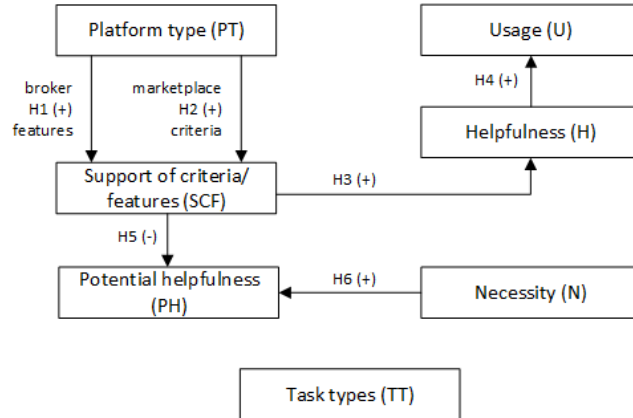 Platform type (PT)
Usage (U)
broker
H1 (+)
features
marketplace
H2 (+)
criteria
H4 (+)
Helpfulness (H)
Support of criteria/
features (SCF)
H3 (+)
H5 (-)
Potential helpfulness
(PH)
H6 (+)
Necessity (N)
Task types (TT)